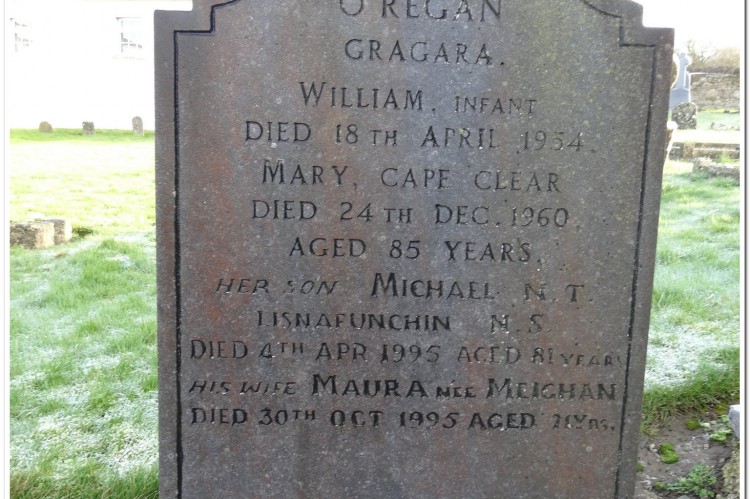 O'REGAN
GRAGARA.
WILLIAM, INFANT
DIED 18TH APRIL 1954.
MARY, CAPE CLEAR
DIED 24TH DEC. 1960.
AGED 85 YEARS.
HER SON MICHAEL N.T.
LISNAFUNCHIN N.S.
DIED 4TH APR 1995 AGED 81 YEARS
HIS WIFE MAURA NÉE MEIGHAN
DIED 30TH OCT 1995 AGED YRS.